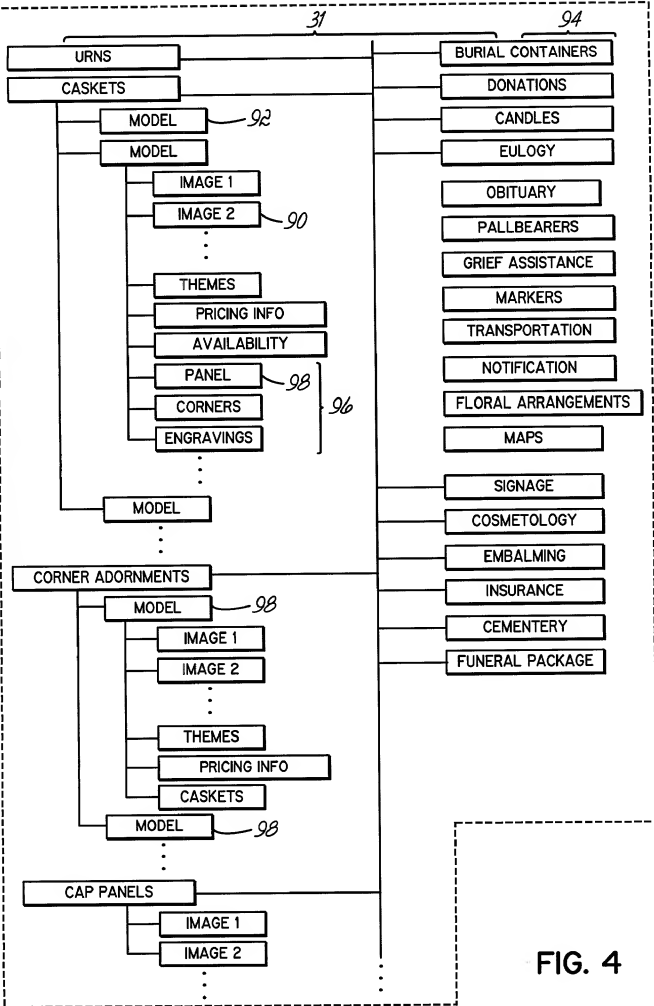 31
94
URNS
CASKETS
MODEL
92
MODEL
IMAGE 1
IMAGE 2
90
THEMES
PRICING INFO
AVAILABILITY
PANEL
98
CORNERS
96
ENGRAVINGS
MODEL
CORNER ADORNMENTS
MODEL
98
IMAGE 1
IMAGE 2
THEMES
PRICING INFO
CASKETS
MODEL
98
CAP PANELS
IMAGE 1
IMAGE 2
BURIAL CONTAINERS
DONATIONS
CANDLES
EULOGY
OBITUARY
PALLBEARERS
GRIEF ASSISTANCE
MARKERS
TRANSPORTATION
NOTIFICATION
FLORAL ARRANGEMENTS
MAPS
SIGNAGE
COSMETOLOGY
EMBALMING
INSURANCE
CEMENTERY
FUNERAL PACKAGE
FIG. 4